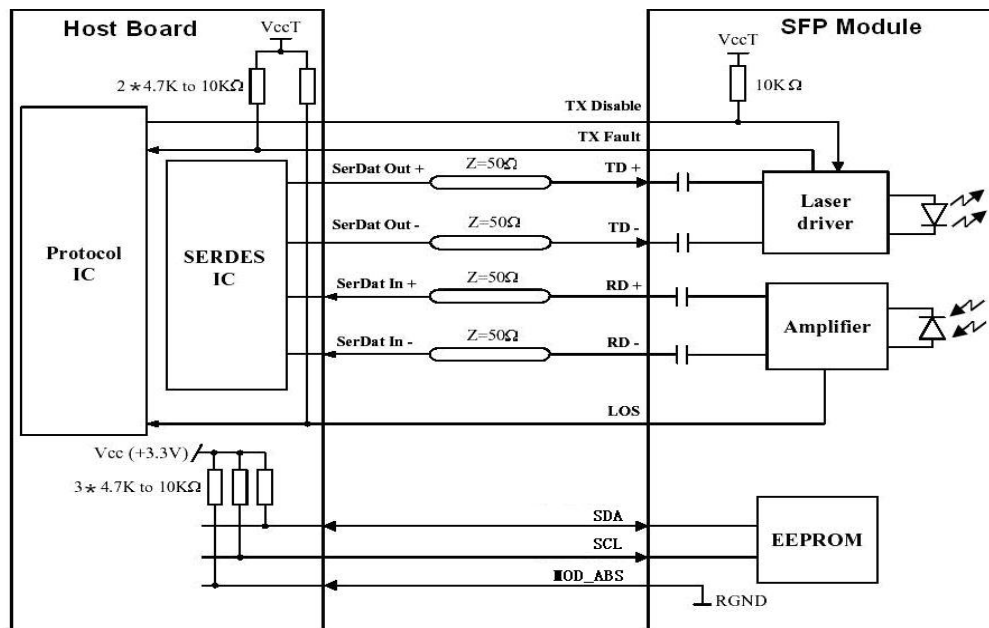 Host Board
SFP Module
VccT
VccT
2*4.7K to 10KΩ
10KΩ
TX Disable
TX Fault
SerDat Out +
Z=50Ω
TD +
Laser driver
SerDat Out -
Z=50Ω
TD -
Protocol IC
SERDES IC
SerDat In +
Z=50Ω
RD +
Amplifier
SerDat In -
Z=50Ω
RD -
LOS
Vcc (+3.3V)
3*4.7K to 10KΩ
SDA
SCL
EEPROM
MOD_ABS
RGND